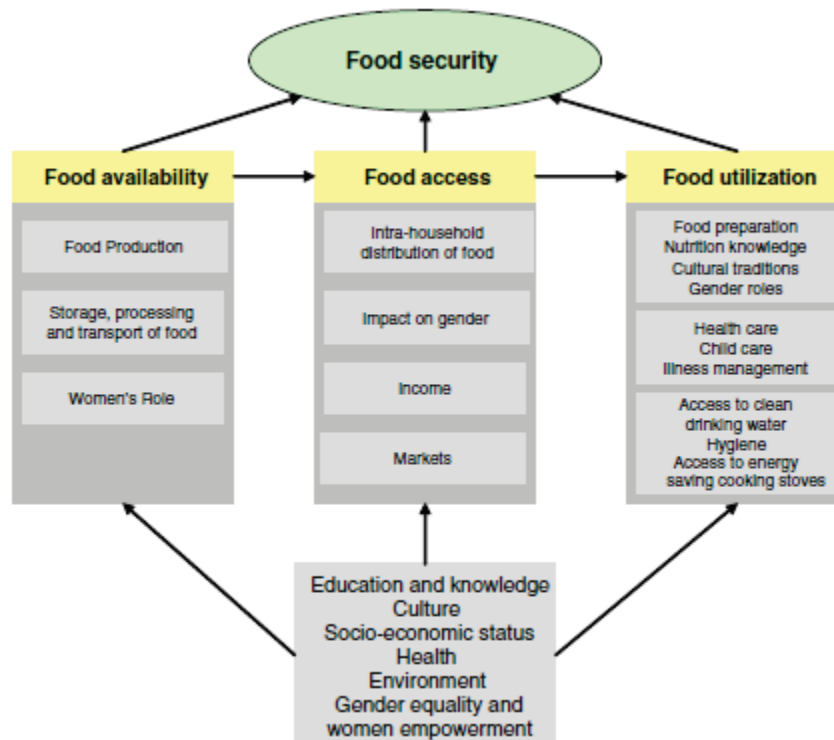 Food security
Food availability
Food Production
Storage, processing
and transport of food
Women's Role
Food access
Intra-household
distribution of food
Impact on gender
Income
Markets
Food utilization
Food preparation
Nutrition knowledge
Cultural traditions
Gender roles
Health care
Child care
Illness management
Access to clean
drinking water
Hygiene
Access to energy
saving cooking stoves
Education and knowledge
Culture
Socio-economic status
Health
Environment
Gender equality and
women empowerment